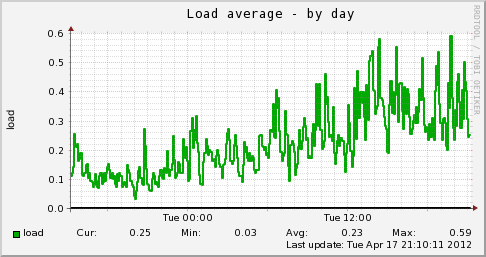 Load average - by day
RRDTOOL / TOBI OETIKER
load
0.6
0.5
0.4
0.3
0.2
0.1
0.0
Tue 00:00 Tue 12:00
load Cur: 0.25 Min: 0.03 Avg: 0.23 Max: 0.59
Last update: Tue Apr 17 21:10:11 2012